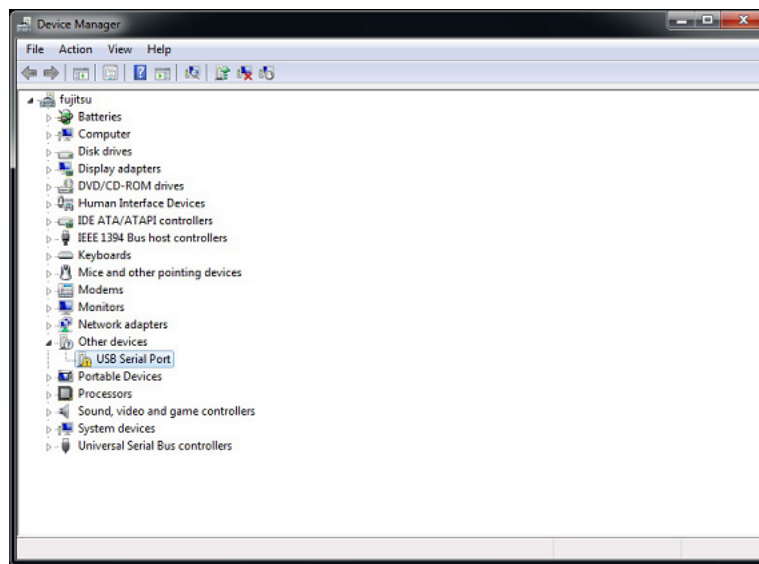 Device Manager
File Action View Help
fujitsu
Batteries
Computer
Disk drives
Display adapters
DVD/CD-ROM drives
Human Interface Devices
IDE ATA/ATAPI controllers
IEEE 1394 Bus host controllers
Keyboards
Mice and other pointing devices
Modems
Monitors
Network adapters
Other devices
USB Serial Port
Portable Devices
Processors
Sound, video and game controllers
System devices
Universal Serial Bus controllers